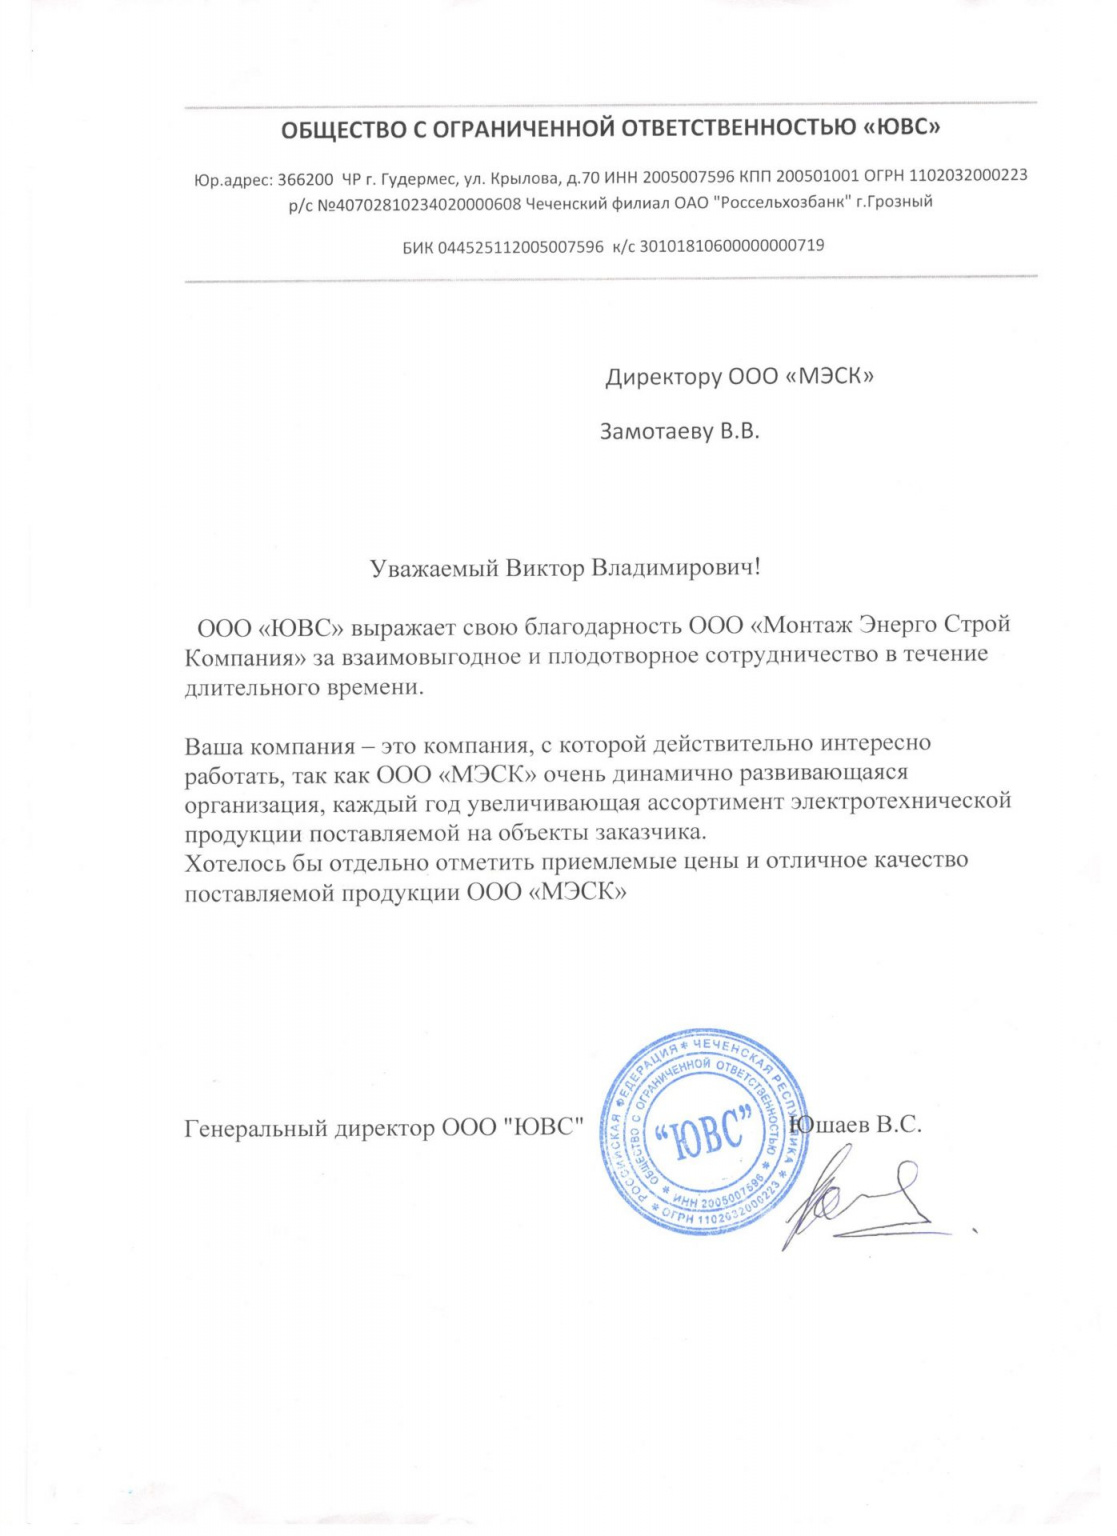 ОБЩЕСТВО С ОГРАНИЧЕННОЙ ОТВЕТСТВЕННОСТЬЮ «ЮВС»
Юр.адрес: 366200 ЧР г. Гудермес, ул. Крылова, д.70 ИНН 2005007596 КПП 200501001 ОГРН 1102032000223
р/с №40702810234020000608 Чеченский филиал ОАО "Россельхозбанк" г.Грозный
БИК 044525112005007596 к/с 30101810600000000719
Директору ООО «МЭСК»
Замотаеву В.В.
Уважаемый Виктор Владимирович!
ООО «ЮВС» выражает свою благодарность ООО «Монтаж Энерго Строй
Компания» за взаимовыгодное и плодотворное сотрудничество в течение
длительного времени.
Ваша компания – это компания, с которой действительно интересно
работать, так как ООО «МЭСК» очень динамично развивающаяся
организация, каждый год увеличивающая ассортимент электротехнической
продукции поставляемой на объекты заказчика.
Хотелось бы отдельно отметить приемлемые цены и отличное качество
поставляемой продукции ООО «МЭСК»
Генеральный директор ООО "ЮВС" Юшаев В.С.
РОССИЙСКАЯ ФЕДЕРАЦИЯ * ЧЕЧЕНСКАЯ РЕСПУБЛИКА *
ОГРН 1102032000223 *
ОБЩЕСТВО С ОГРАНИЧЕННОЙ ОТВЕТСТВЕННОСТЬЮ *
ИНН 2005007596 *
“ЮВС”